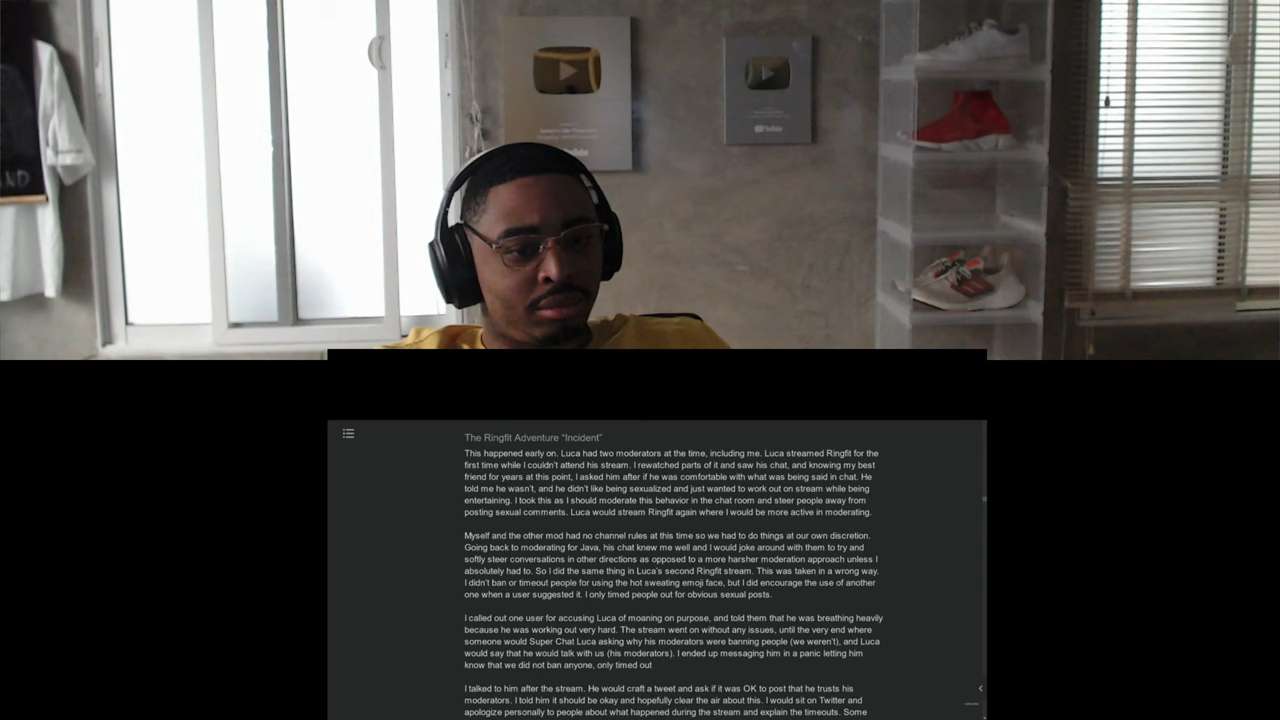 ND
YouTube
The Ringfit Adventure “Incident”
This happened early on. Luca had two moderators at the time, including me. Luca streamed Ringfit for the
first time while I couldn’t attend his stream. I rewatched parts of it and saw his chat, and knowing my best
friend for years at this point, I asked him after if he was comfortable with what was being said in chat. He
told me he wasn’t, and he didn’t like being sexualized and just wanted to work out on stream while being
entertaining. I took this as I should moderate this behavior in the chat room and steer people away from
posting sexual comments. Luca would stream Ringfit again where I would be more active in moderating.
Myself and the other mod had no channel rules at this time so we had to do things at our own discretion.
Going back to moderating for Java, his chat knew me well and I would joke around with them to try and
softly steer conversations in other directions as opposed to a more harsher moderation approach unless I
absolutely had to. So I did the same thing in Luca’s second Ringfit stream. This was taken in a wrong way.
I didn’t ban or timeout people for using the hot sweating emoji face, but I did encourage the use of another
one when a user suggested it. I only timed people out for obvious sexual posts.
I called out one user for accusing Luca of moaning on purpose, and told them that he was breathing heavily
because he was working out very hard. The stream went on without any issues, until the very end where
someone would Super Chat Luca asking why his moderators were banning people (we weren’t), and Luca
would say that he would talk with us (his moderators). I ended up messaging him in a panic letting him
know that we did not ban anyone, only timed out
I talked to him after the stream. He would craft a tweet and ask if it was OK to post that he trusts his
moderators. I told him it should be okay and hopefully clear the air about this. I would sit on Twitter and
apologize personally to people about what happened during the stream and explain the timeouts. Some